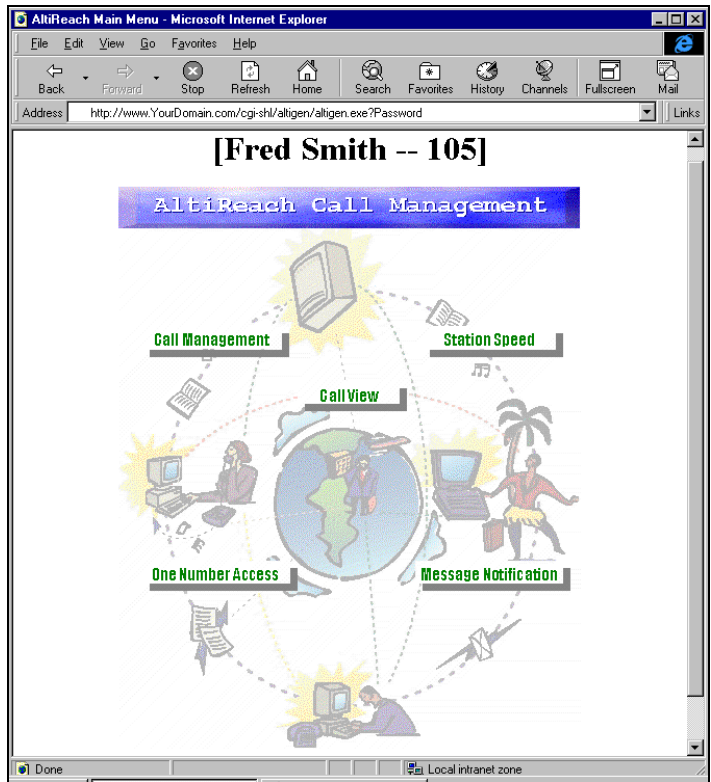 AltiReach Main Menu - Microsoft Internet Explorer
File Edit View Go Favorites Help
Back Forward Stop Refresh Home Search Favorites History Channels Fullscreen Mail
Address http://www.YourDomain.com/cgi-shl/altigen/altigen.exe?Password Links
[Fred Smith -- 105]
AltiReach Call Management
Call Management Station Speed
Call View
One Number Access Message Notification
Done Local intranet zone